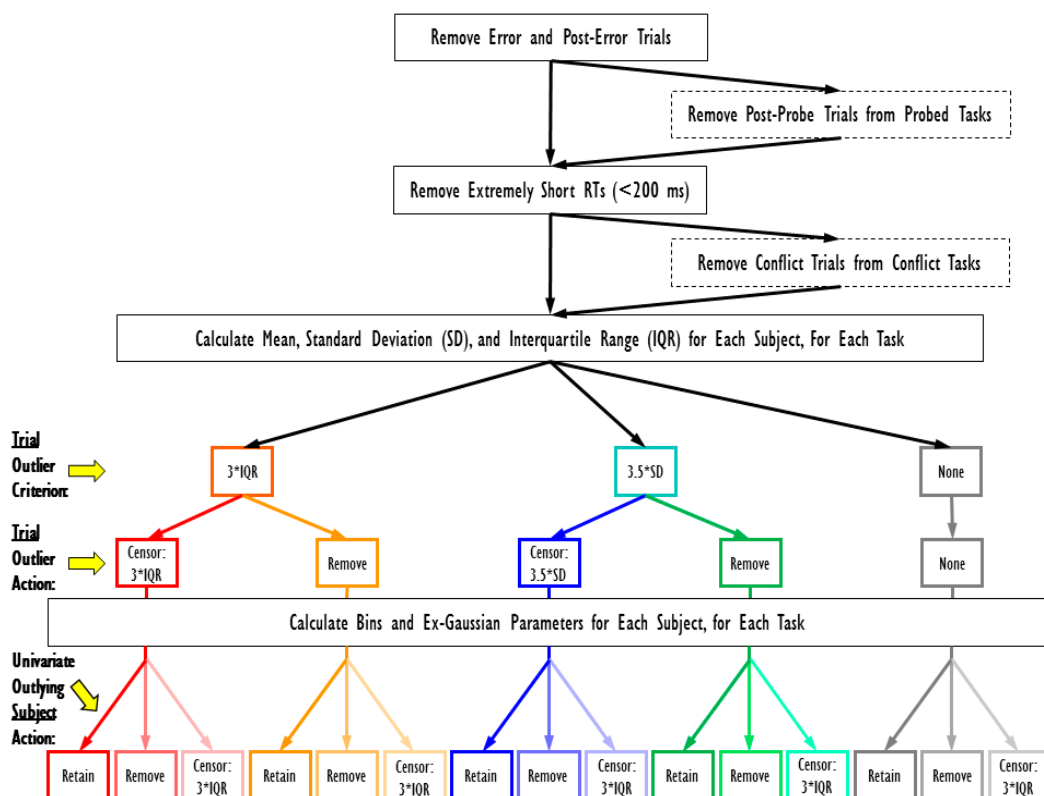 Remove Error and Post-Error Trials
Remove Post-Probe Trials from Probed Tasks
Remove Extremely Short RTs (<200 ms)
Remove Conflict Trials from Conflict Tasks
Calculate Mean, Standard Deviation (SD), and Interquartile Range (IQR) for Each Subject, For Each Task
Trial
Outlier
Criterion:
3*IQR
3.5*SD
None
Trial
Outlier
Action:
Censor:
3*IQR
Remove
Censor:
3.5*SD
Remove
None
Calculate Bins and Ex-Gaussian Parameters for Each Subject, for Each Task
Univariate
Outlying
Subject
Action:
Retain
Remove
Censor:
3*IQR
Retain
Remove
Censor:
3*IQR
Retain
Remove
Censor:
3*IQR
Retain
Remove
Censor:
3*IQR
Retain
Remove
Censor:
3*IQR